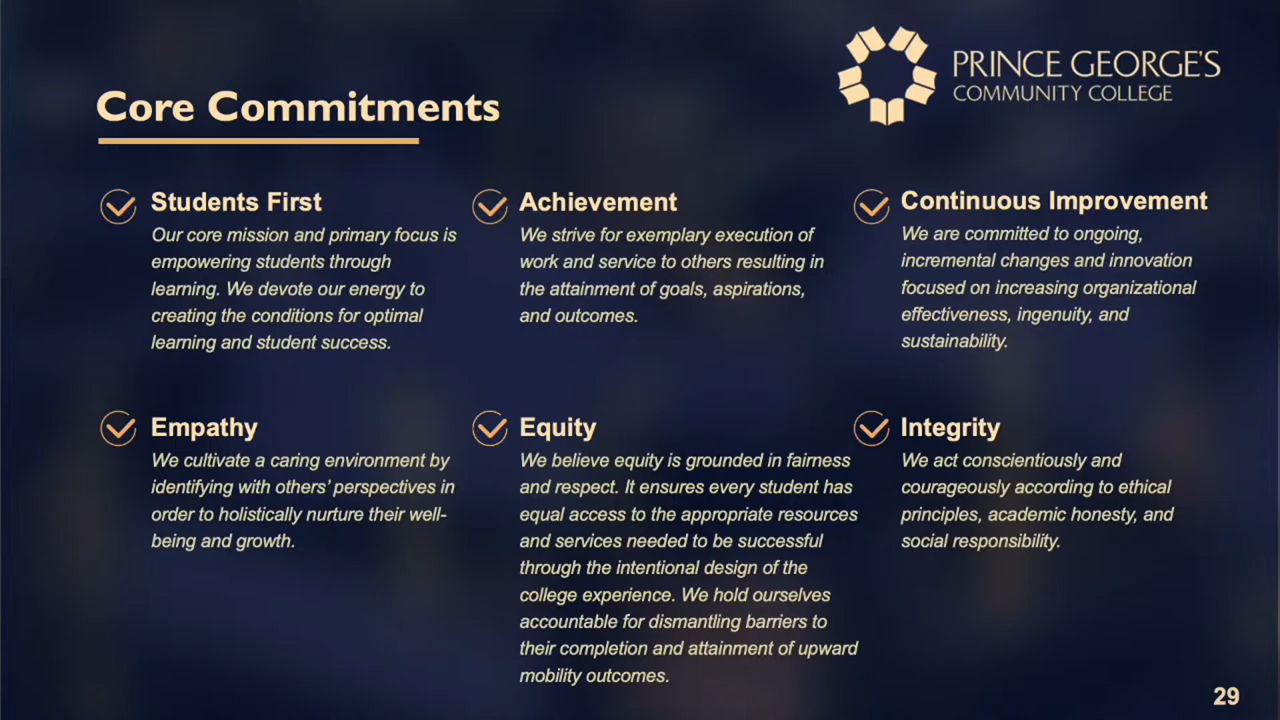 PRINCE GEORGE'S
COMMUNITY COLLEGE
Core Commitments
Students First
Our core mission and primary focus is
empowering students through
learning. We devote our energy to
creating the conditions for optimal
learning and student success.
Achievement
We strive for exemplary execution of
work and service to others resulting in
the attainment of goals, aspirations,
and outcomes.
Continuous Improvement
We are committed to ongoing,
incremental changes and innovation
focused on increasing organizational
effectiveness, ingenuity, and
sustainability.
Empathy
We cultivate a caring environment by
identifying with others' perspectives in
order to holistically nurture their well-
being and growth.
Equity
We believe equity is grounded in fairness
and respect. It ensures every student has
equal access to the appropriate resources
and services needed to be successful
through the intentional design of the
college experience. We hold ourselves
accountable for dismantling barriers to
their completion and attainment of upward
mobility outcomes.
Integrity
We act conscientiously and
courageously according to ethical
principles, academic honesty, and
social responsibility.
29